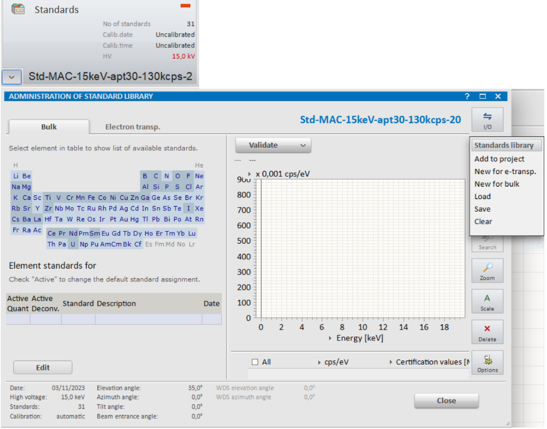 Standards
No of standards 31
Calib.date Uncalibrated
Calib.time Uncalibrated
HV 15,0 kV
Std-MAC-15keV-apt30-130kcps-2
ADMINISTRATION OF STANDARD LIBRARY
Bulk Electron transp.
Std-MAC-15keV-apt30-130kcps-20
I/O
Select element in table to show list of available standards.
H He
Li Be B C N O F Ne
Na Mg Al Si P S Cl Ar
K Ca Sc Ti V Cr Mn Fe Co Ni Cu Zn Ga Ge As Se Br Kr
Rb Sr Y Zr Nb Mo Tc Ru Rh Pd Ag Cd In Sn Sb Te I Xe
Cs Ba La Hf Ta W Re Os Ir Pt Au Hg Tl Pb Bi Po At Rn
Fr Ra Ac Ce Pr Nd Pm Sm Eu Gd Tb Dy Ho Er Tm Yb Lu
Th Pa U Np Pu Am Cm Bk Cf Es Fm Md No Lr
Element standards for
Check "Active" to change the default standard assignment.
Active Quant Active Deconv. Standard Description Date
Edit
Validate
x 0,001 cps/eV
900
800
700
600
500
400
300
200
100
0
0 2 4 6 8 10 12 14 16 18
Energy [keV]
All cps/eV Certification values [
Standards library
Add to project
New for e-transp.
New for bulk
Load
Save
Clear
Search
Zoom
Scale
Delete
Options
Date: 03/11/2023 Elevation angle: 35,0° WDS elevation angle 0,0°
High voltage: 15,0 kV Azimuth angle: 0,0° WDS azimuth angle 0,0°
Standards: 31 Tilt angle: 0,0°
Calibration: automatic Beam entrance angle: 0,0°
Close